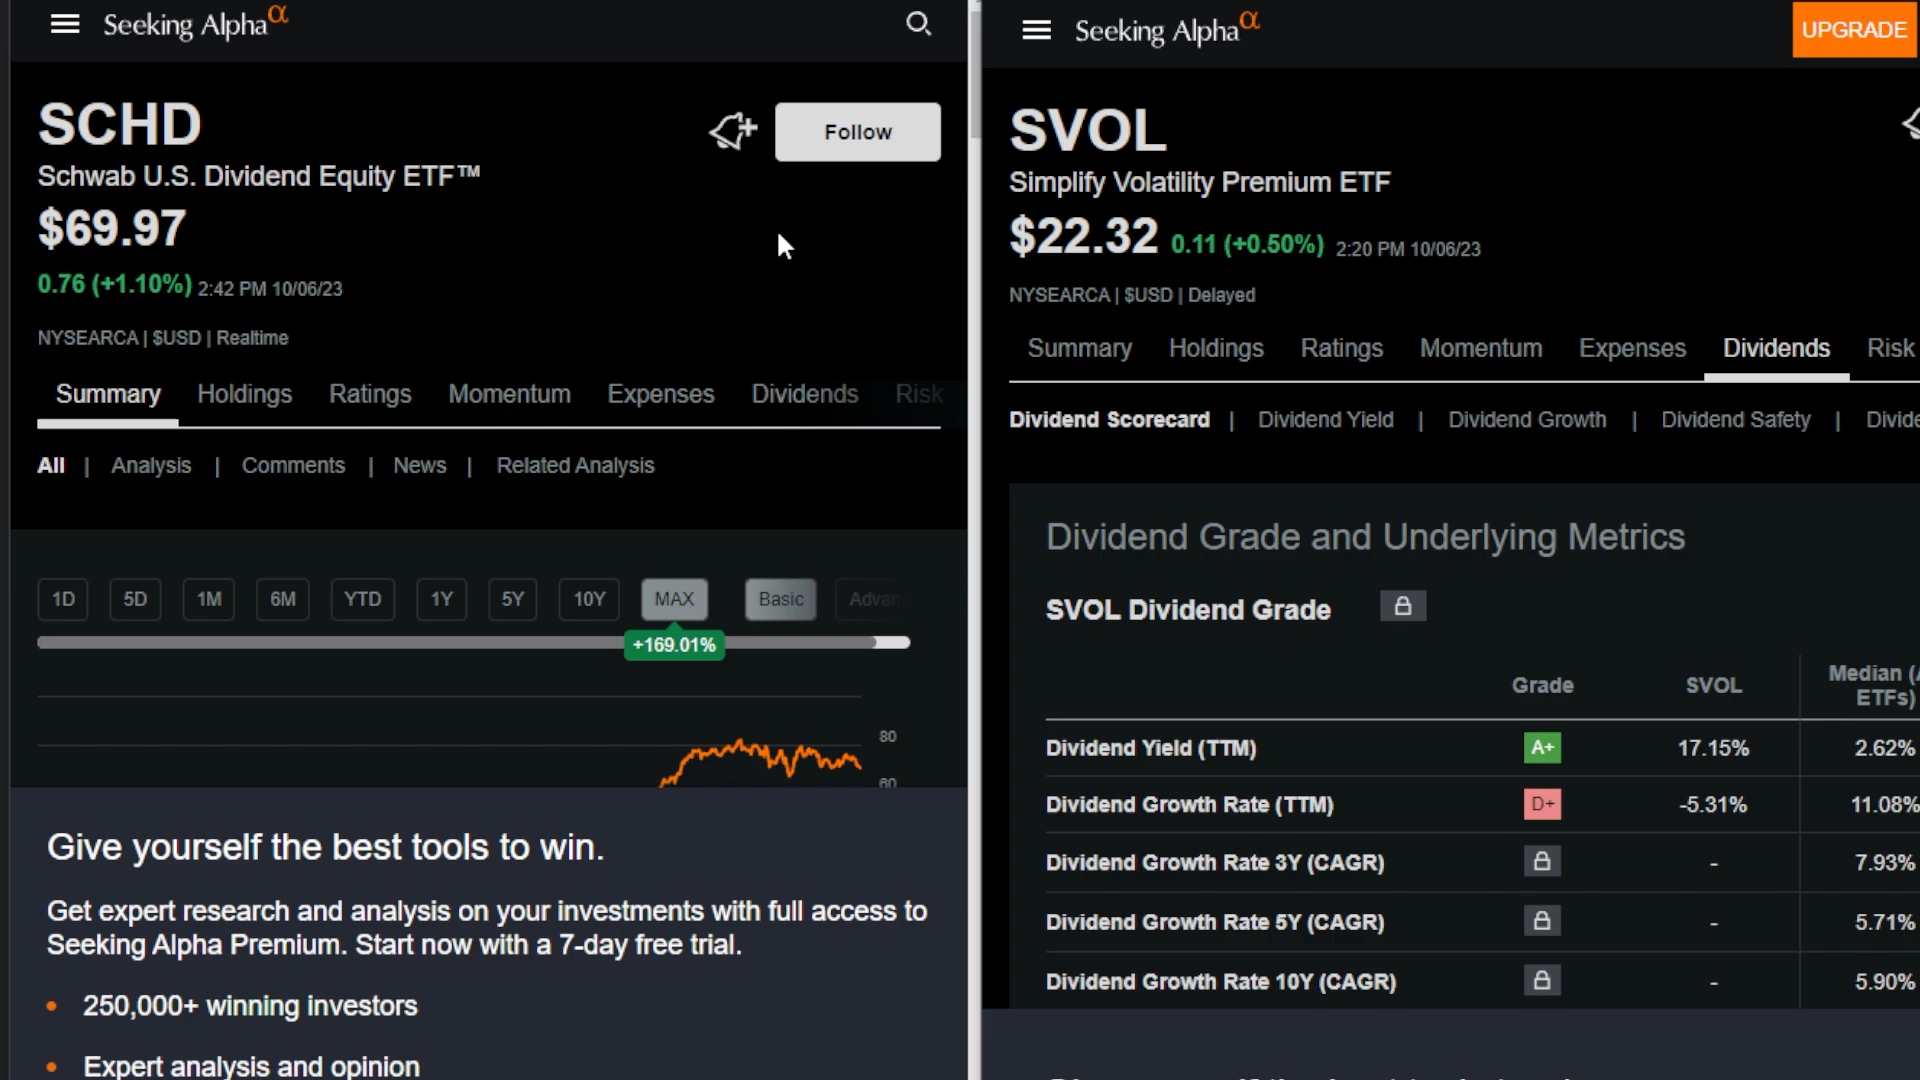 Seeking Alpha α
SCHD
Follow
Schwab U.S. Dividend Equity ETF™
$69.97
0.76 (+1.10%) 2:42 PM 10/06/23
NYSEARCA | $USD | Realtime
Summary Holdings Ratings Momentum Expenses Dividends Risk
All | Analysis | Comments | News | Related Analysis
1D 5D 1M 6M YTD 1Y 5Y 10Y MAX Basic Advan
+169.01%
80
60
Give yourself the best tools to win.
Get expert research and analysis on your investments with full access to
Seeking Alpha Premium. Start now with a 7-day free trial.
• 250,000+ winning investors
• Expert analysis and opinion
Seeking Alpha α
UPGRADE
SVOL
Simplify Volatility Premium ETF
$22.32 0.11 (+0.50%) 2:20 PM 10/06/23
NYSEARCA | $USD | Delayed
Summary Holdings Ratings Momentum Expenses Dividends Risk
Dividend Scorecard | Dividend Yield | Dividend Growth | Dividend Safety | Divide
Dividend Grade and Underlying Metrics
SVOL Dividend Grade
Grade SVOL Median (A
ETFs)
Dividend Yield (TTM) A+ 17.15% 2.62%
Dividend Growth Rate (TTM) D+ -5.31% 11.08%
Dividend Growth Rate 3Y (CAGR) - 7.93%
Dividend Growth Rate 5Y (CAGR) - 5.71%
Dividend Growth Rate 10Y (CAGR) - 5.90%